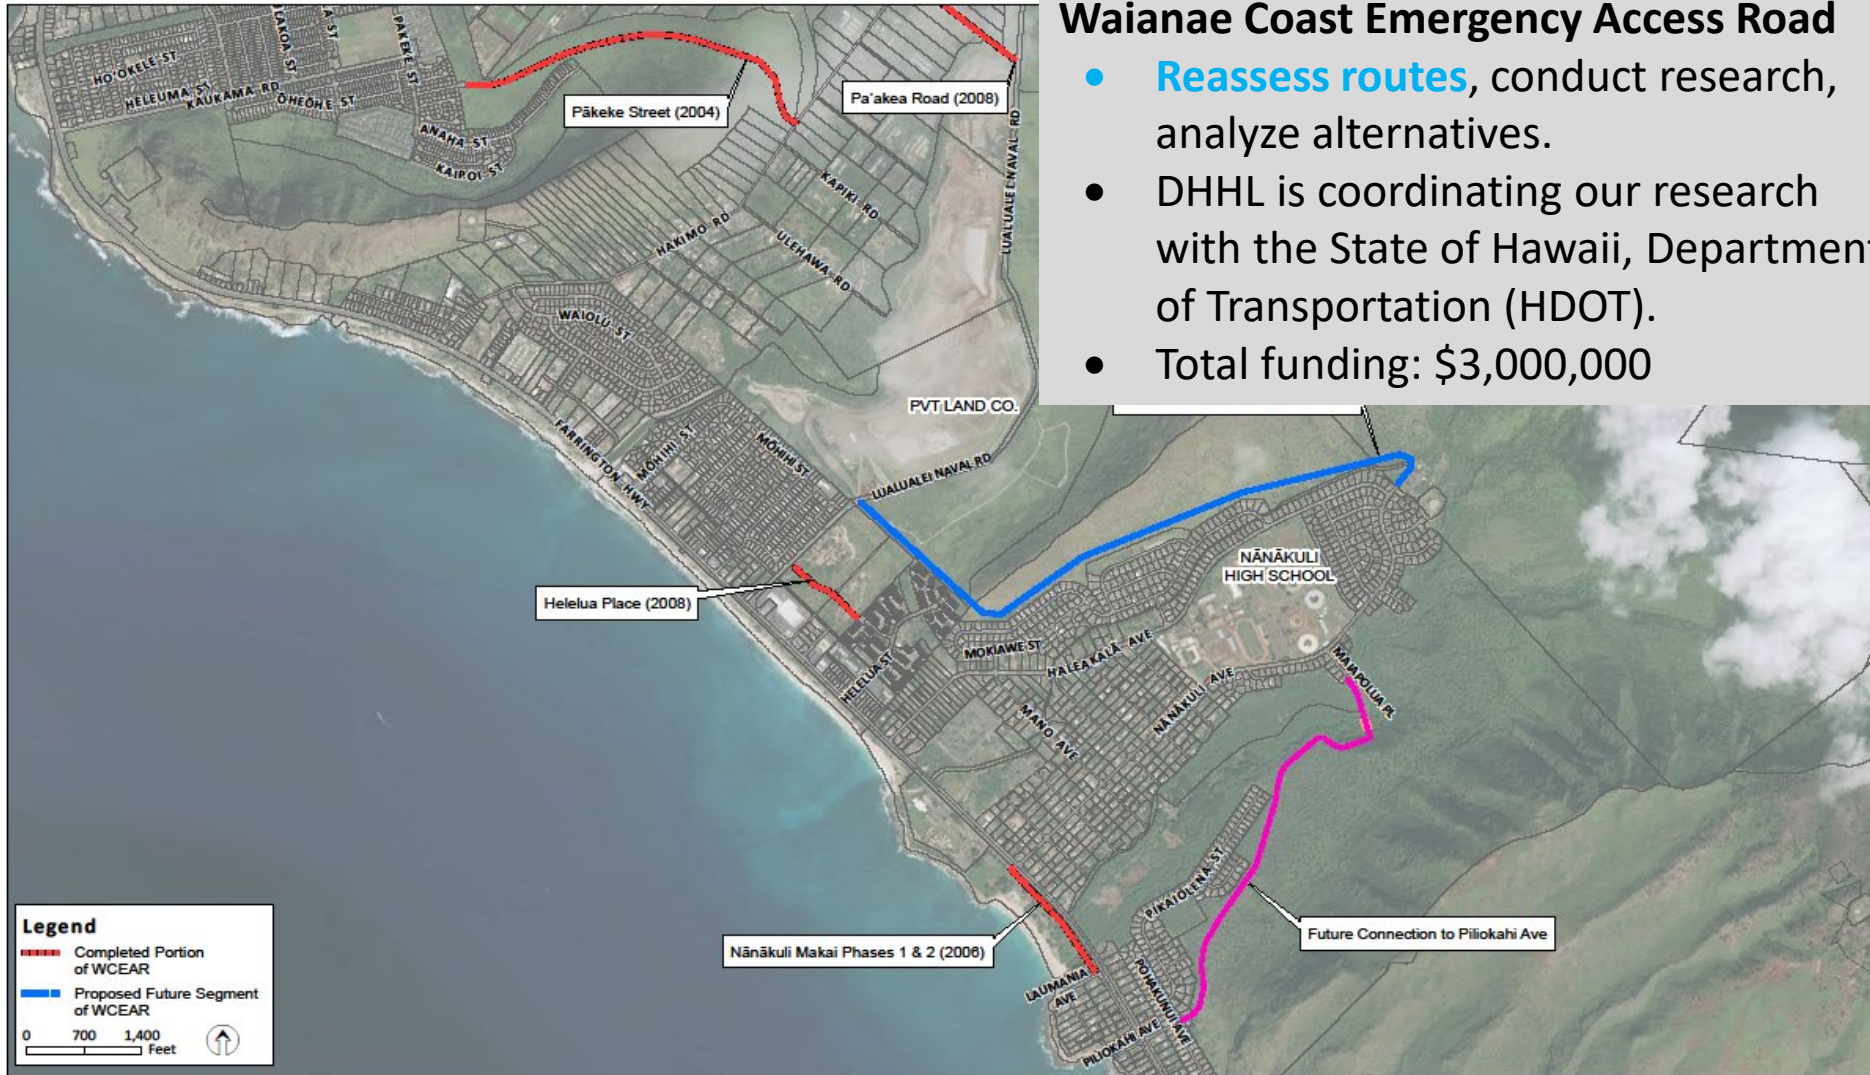 Waianae Coast Emergency Access Road
• Reassess routes, conduct research,
analyze alternatives.
• DHHL is coordinating our research
with the State of Hawaii, Department
of Transportation (HDOT).
• Total funding: $3,000,000
HO'OKELE ST
HELEUMA ST
KAUKAMA RD
ŌHEŌHE ST
PAKEKE ST
ANAHA ST
KAIPOI ST
Pākeke Street (2004)
Pa'akea Road (2008)
LUALUALEI NAVAL RD
KAPIKI RD
HAKIMO RD
ULEHAWA RD
WAIOLU ST
PVT LAND CO.
FARRINGTON HWY
MŌHIHI ST
MŌHIHI ST
LUALUALEI NAVAL RD
NĀNĀKULI
HIGH SCHOOL
Helelua Place (2008)
MOKIAWE ST
HALEAKALĀ AVE
HELELUA ST
MANO AVE
NĀNĀKULI AVE
MAIAPOLUA PL
PIKAIOLENA ST
Future Connection to Piliokahi Ave
Nānākuli Makai Phases 1 & 2 (2006)
LAUMANIA
AVE
POHAKUNUI AVE
PILIOKAHI AVE
Legend
Completed Portion
of WCEAR
Proposed Future Segment
of WCEAR
0 700 1,400
Feet